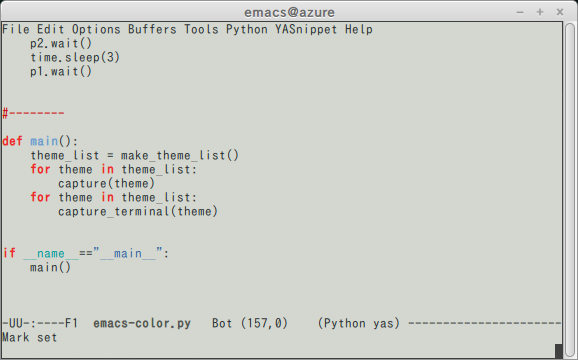 emacs@azure
File Edit Options Buffers Tools Python YASnippet Help
    p2.wait()
    time.sleep(3)
    p1.wait()
#--------
def main():
    theme_list = make_theme_list()
    for theme in theme_list:
        capture(theme)
    for theme in theme_list:
        capture_terminal(theme)
if __name__=="__main__":
    main()
-UU-:----F1  emacs-color.py   Bot (157,0)    (Python yas) ----------------------
Mark set